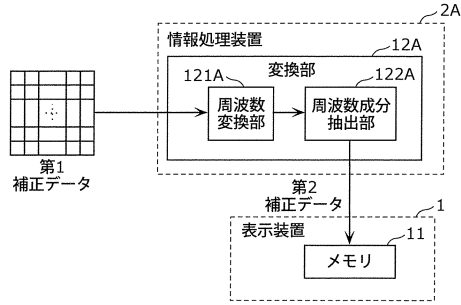 2A
情報処理装置
12A
変換部
121A
122A
周波数
変換部
周波数成分
抽出部
第1
補正データ
第2
補正データ
1
表示装置
11
メモリ